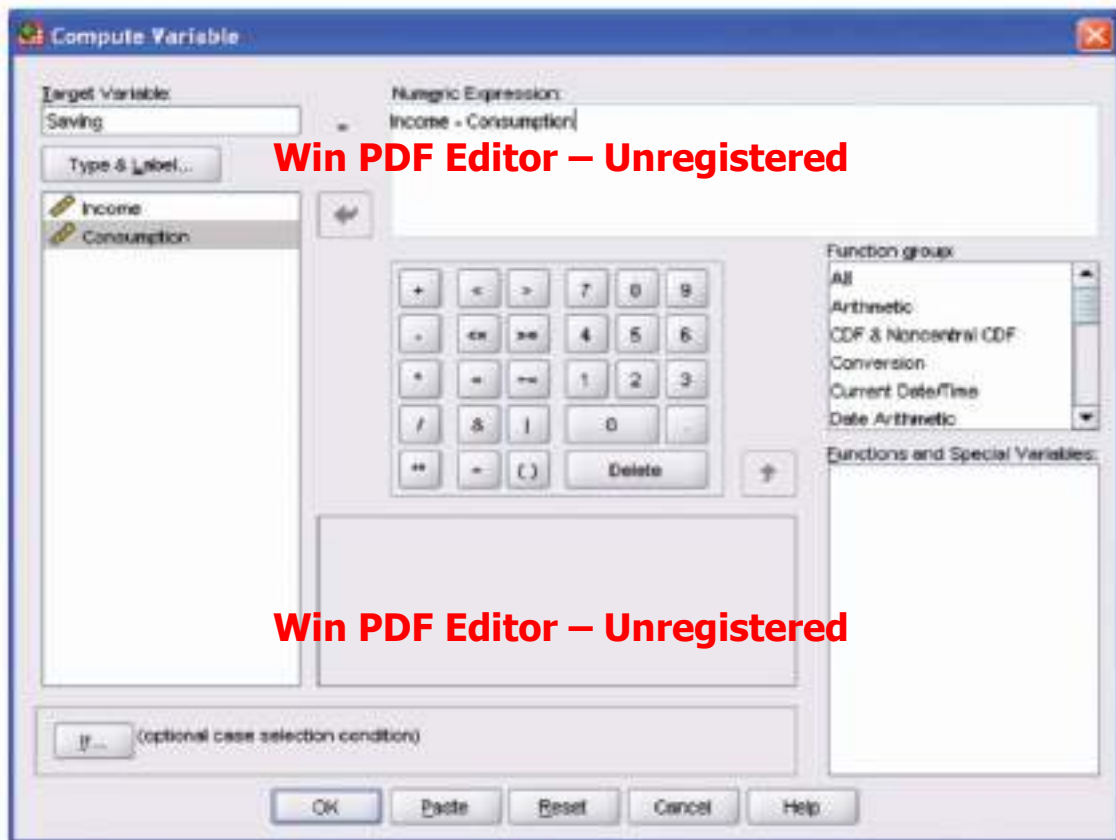 Compute Variable
Target Variable:
Numeric Expression:
Saving
=
Income - Consumption
Win PDF Editor – Unregistered
Type & Label...
Income
Consumption
Function group:
All
Arithmetic
CDF & Noncentral CDF
Conversion
Current Date/Time
Date Arithmetic
+ < > 7 8 9
- <= >= 4 5 6
* = ~= 1 2 3
/ & | 0 .
** ~ ( ) Delete
Functions and Special Variables:
Win PDF Editor – Unregistered
If... (optional case selection condition)
OK Paste Reset Cancel Help